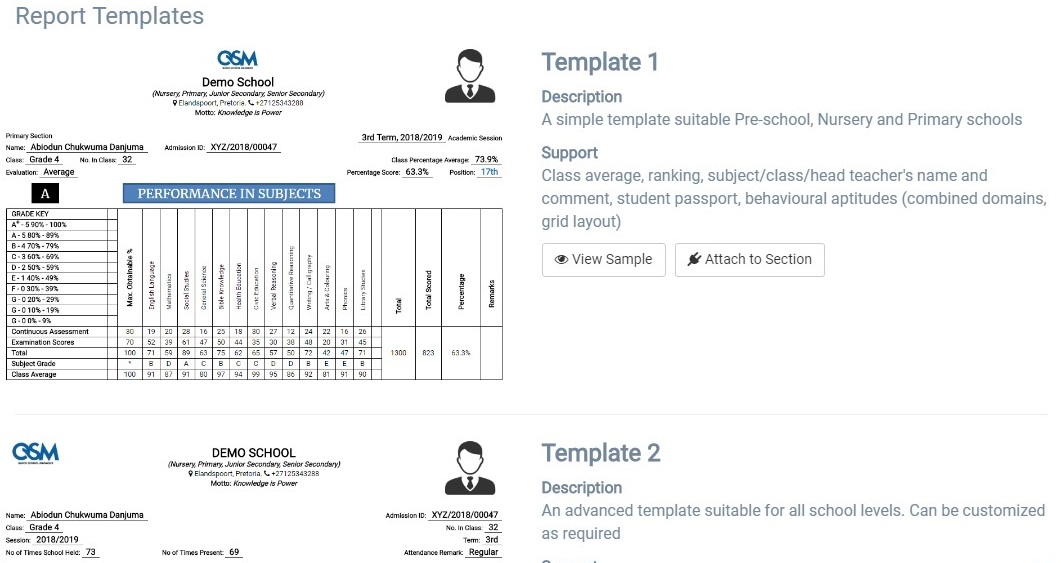 Report Templates
QSM
Demo School
(Nursery, Primary, Junior Secondary, Senior Secondary)
Elandspoort, Pretoria. +27125343288
Motto: Knowledge is Power
Primary Section
3rd Term, 2018/2019 Academic Session
Name: Abiodun Chukwuma Danjuma Admission ID: XYZ/2018/00047
Class: Grade 4 No. In Class: 32 Class Percentage Average: 73.9%
Evaluation: Average Percentage Score: 63.3% Position: 17th
A PERFORMANCE IN SUBJECTS
GRADE KEY
A* - 5 90% - 100%
A - 5 80% - 89%
B - 4 70% - 79%
C - 3 60% - 69%
D - 2 50% - 59%
E - 1 40% - 49%
F - 0 30% - 39%
G - 0 20% - 29%
G - 0 10% - 19%
G - 0 0% - 9%
Max. Obtainable %
English Language
Mathematics
Social Studies
General Science
Bible Knowledge
Health Education
Civic Education
Verbal Reasoning
Quantitative Reasoning
Writing / Calligraphy
Arts & Colouring
Phonics
Library Studies
Total
Total Scored
Percentage
Remarks
Continuous Assessment 30 19 20 28 16 25 18 30 27 12 24 22 16 26
Examination Scores 70 52 39 61 47 50 44 35 30 38 48 20 31 45
Total 100 71 59 89 63 75 62 65 57 50 72 42 47 71 1300 823 63.3%
Subject Grade * B D A C B C C D D B E E B
Class Average 100 91 87 91 80 97 94 99 95 86 92 81 91 90
Template 1
Description
A simple template suitable Pre-school, Nursery and Primary schools
Support
Class average, ranking, subject/class/head teacher's name and
comment, student passport, behavioural aptitudes (combined domains,
grid layout)
View Sample Attach to Section
QSM
DEMO SCHOOL
(Nursery, Primary, Junior Secondary, Senior Secondary)
Elandspoort, Pretoria. +27125343288
Motto: Knowledge is Power
Name: Abiodun Chukwuma Danjuma Admission ID: XYZ/2018/00047
Class: Grade 4 No. In Class: 32
Session: 2018/2019 Term: 3rd
No of Times School Held: 73 No of Times Present: 69 Attendance Remark: Regular
Template 2
Description
An advanced template suitable for all school levels. Can be customized
as required